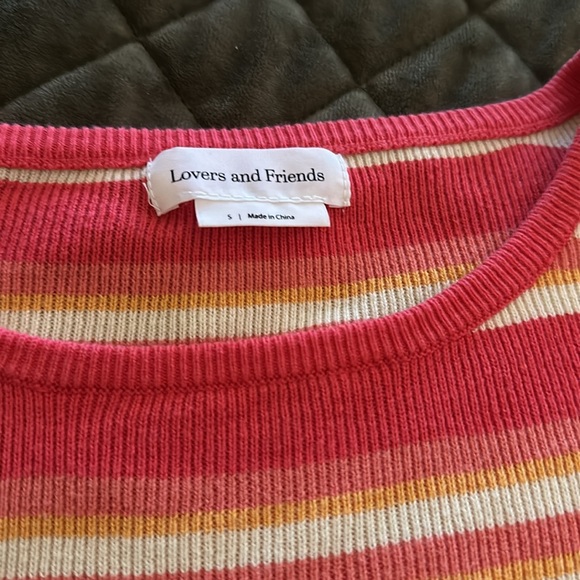 Lovers and Friends
S | Made in China